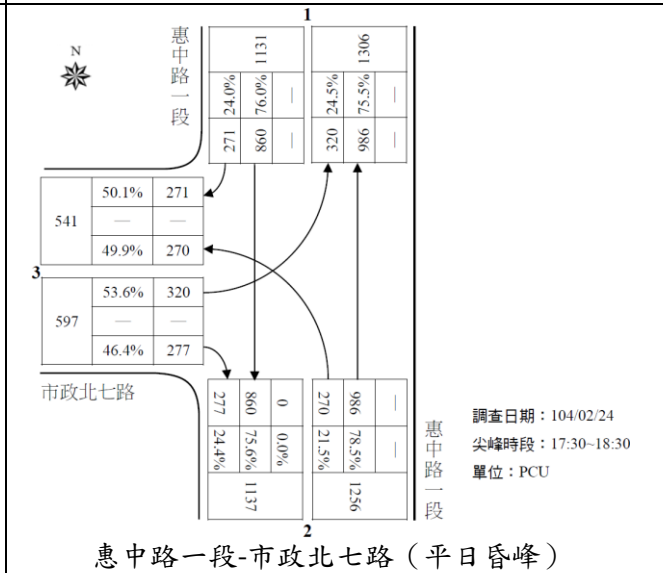 1
N
惠中路一段
1131
24.0% 76.0% —
271 860 —
1306
24.5% 75.5% —
320 986 —
541
50.1% 271
— —
49.9% 270
3
597
53.6% 320
— —
46.4% 277
市政北七路
277 860 0
24.4% 75.6% 0.0%
1137
270 986 —
21.5% 78.5% —
1256
2
惠中路一段
調查日期:104/02/24
尖峰時段:17:30~18:30
單位:PCU
惠中路一段-市政北七路(平日昏峰)